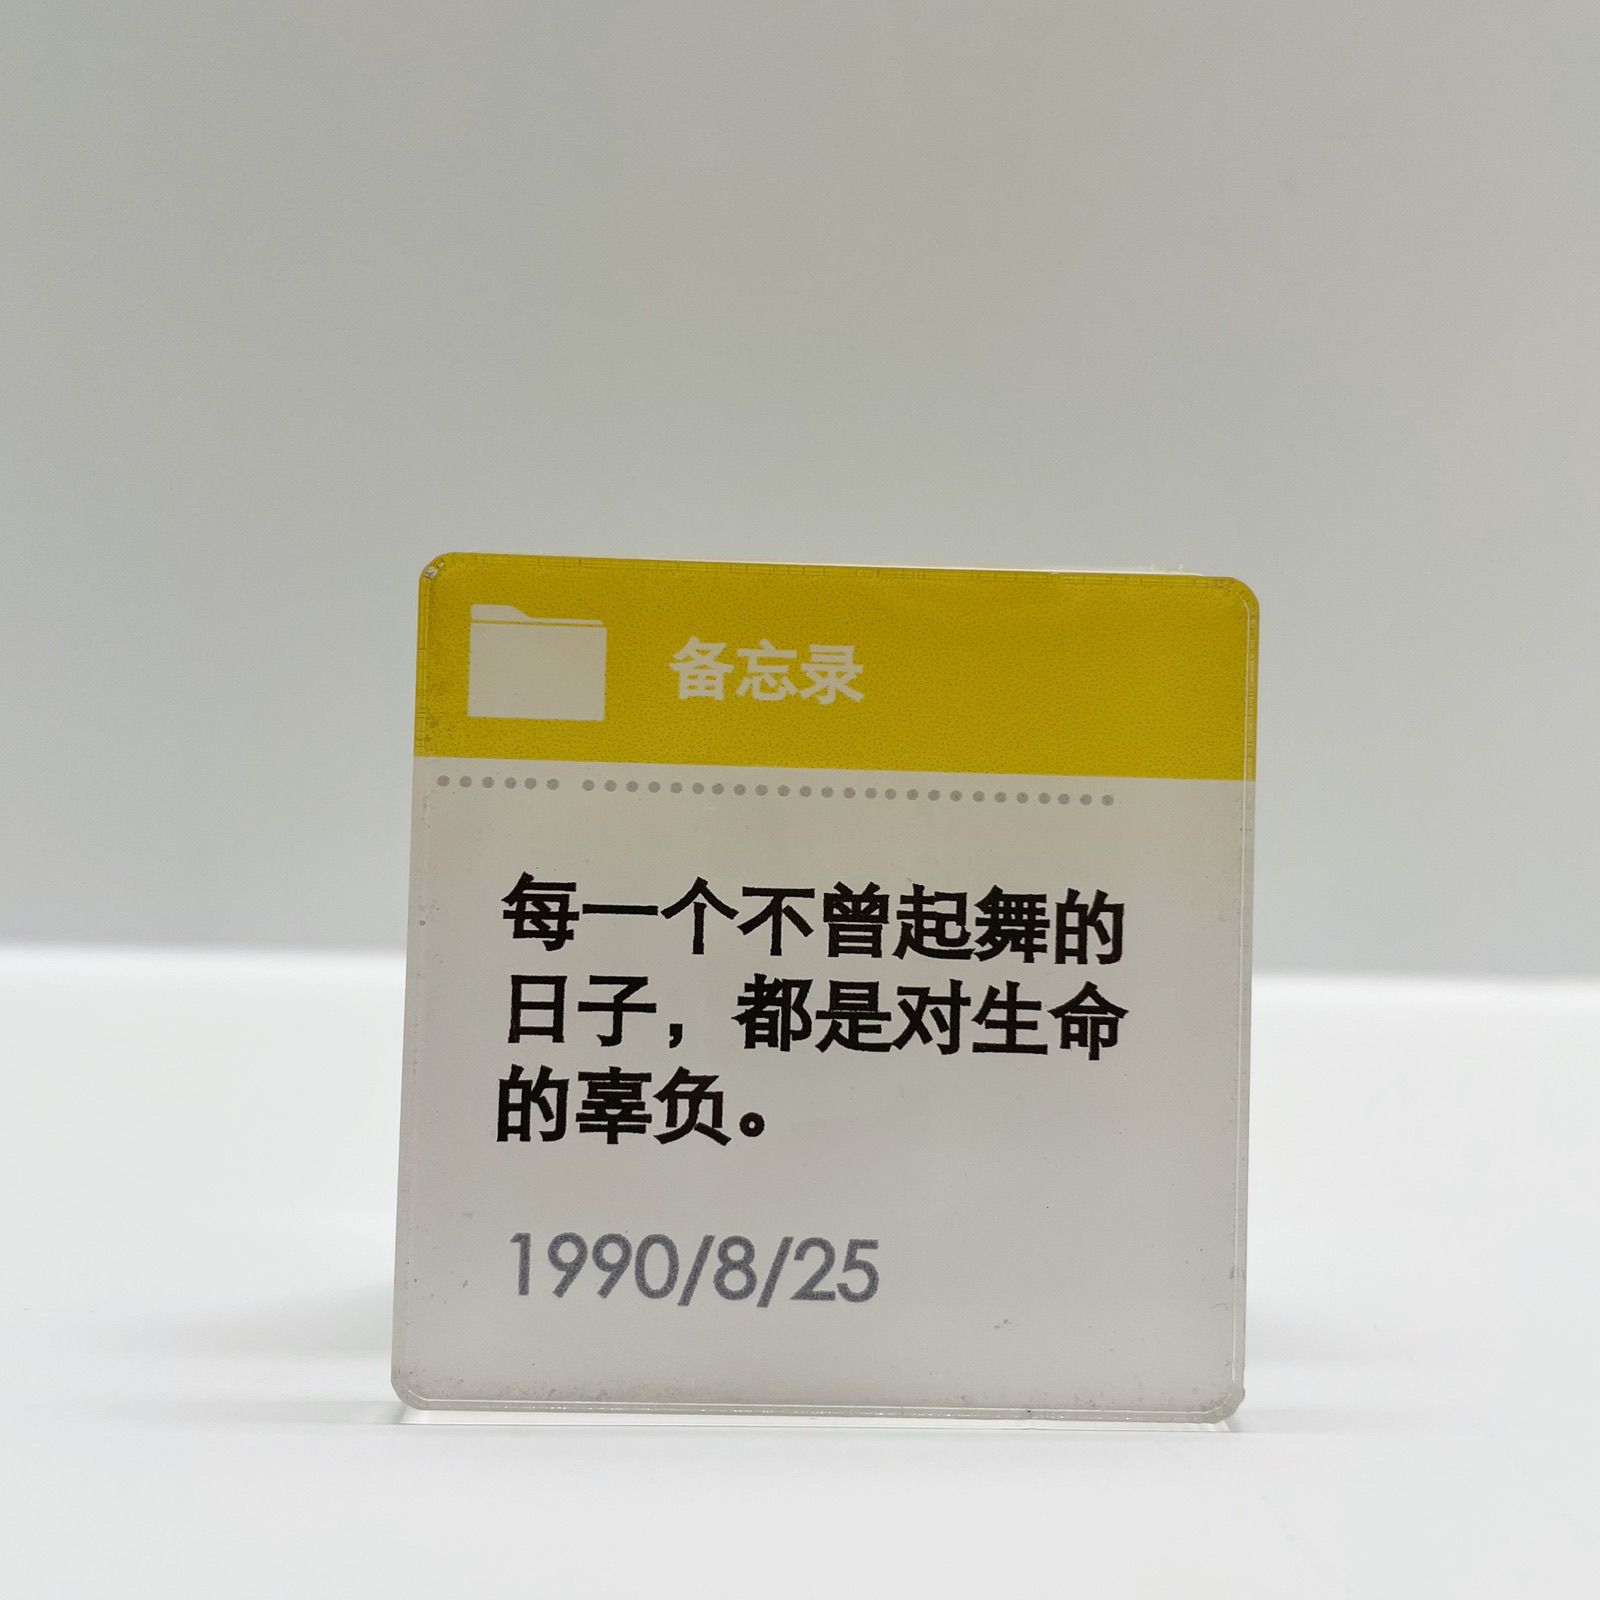 备忘录
每一个不曾起舞的
日子，都是对生命
的辜负。
1990/8/25